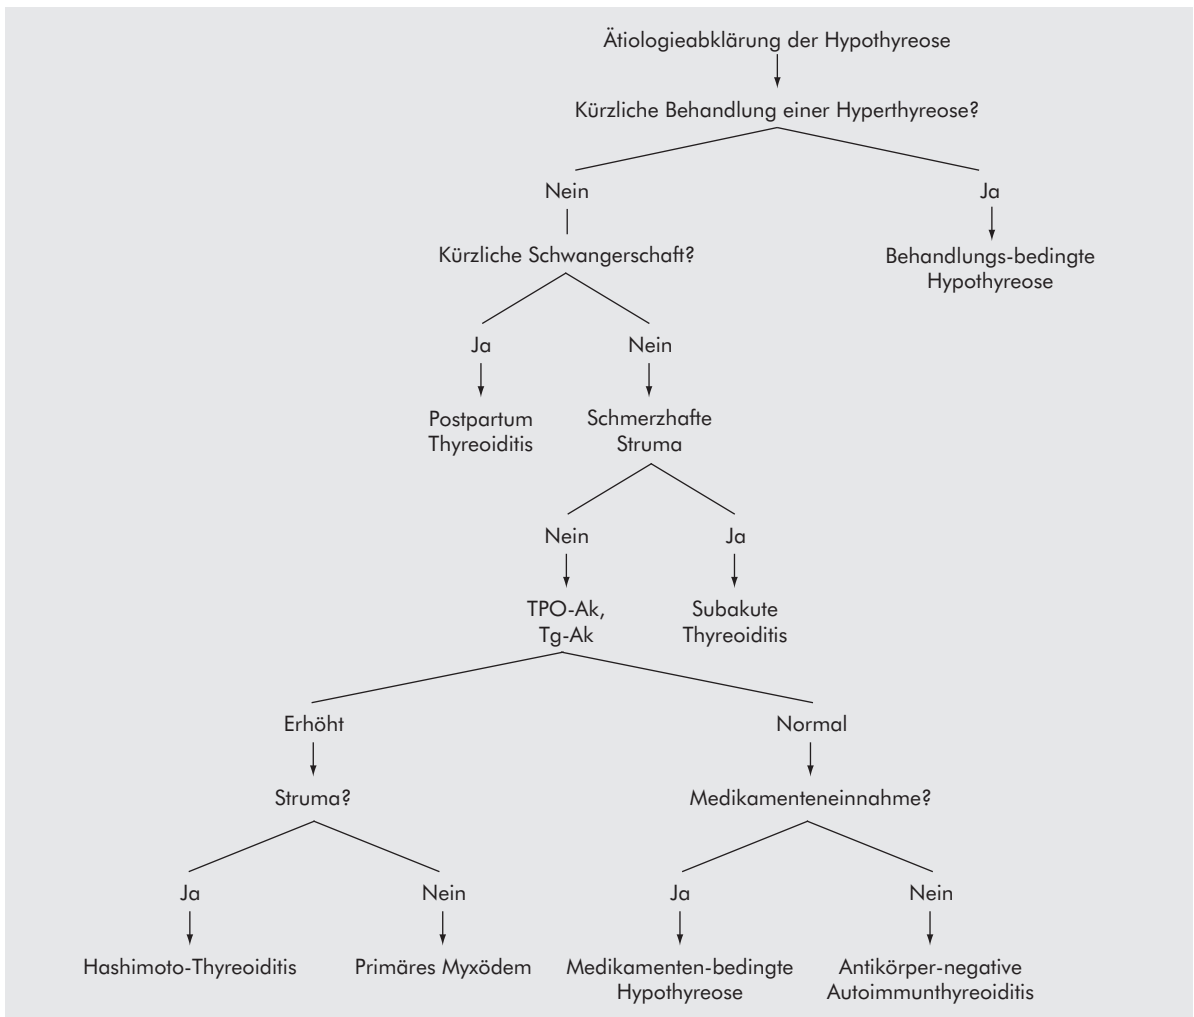 Ätiologieabklärung der Hypothyreose
Kürzliche Behandlung einer Hyperthyreose?
Nein
Ja
Kürzliche Schwangerschaft?
Behandlungs-bedingte
Hypothyreose
Ja
Nein
Postpartum
Thyreoiditis
Schmerzhafte
Struma
Nein
Ja
TPO-Ak,
Tg-Ak
Subakute
Thyreoiditis
Erhöht
Normal
Struma?
Medikamenteneinnahme?
Ja
Nein
Ja
Nein
Hashimoto-Thyreoiditis
Primäres Myxödem
Medikamenten-bedingte
Hypothyreose
Antikörper-negative
Autoimmunthyreoiditis